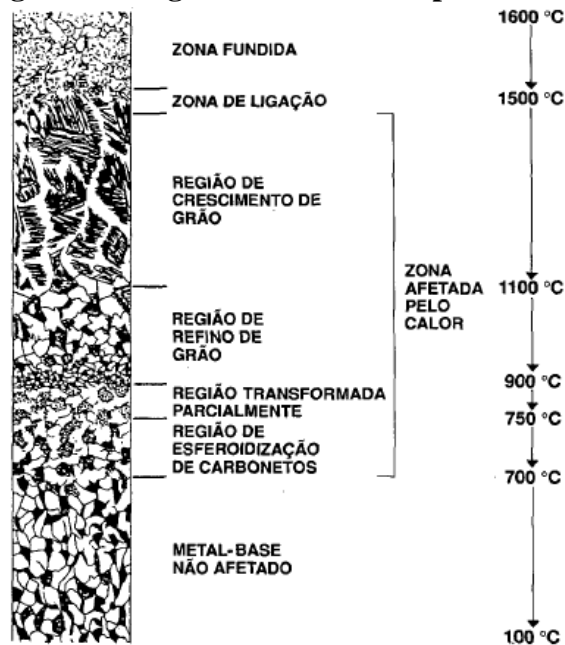 1600 °C
ZONA FUNDIDA
1500 °C
ZONA DE LIGAÇÃO
REGIÃO DE
CRESCIMENTO DE
GRÃO
ZONA
AFETADA
PELO
CALOR
1100 °C
REGIÃO DE
REFINO DE
GRÃO
900 °C
REGIÃO TRANSFORMADA
PARCIALMENTE
750 °C
REGIÃO DE
ESFEROIDIZAÇÃO
DE CARBONETOS
700 °C
METAL-BASE
NÃO AFETADO
100 °C